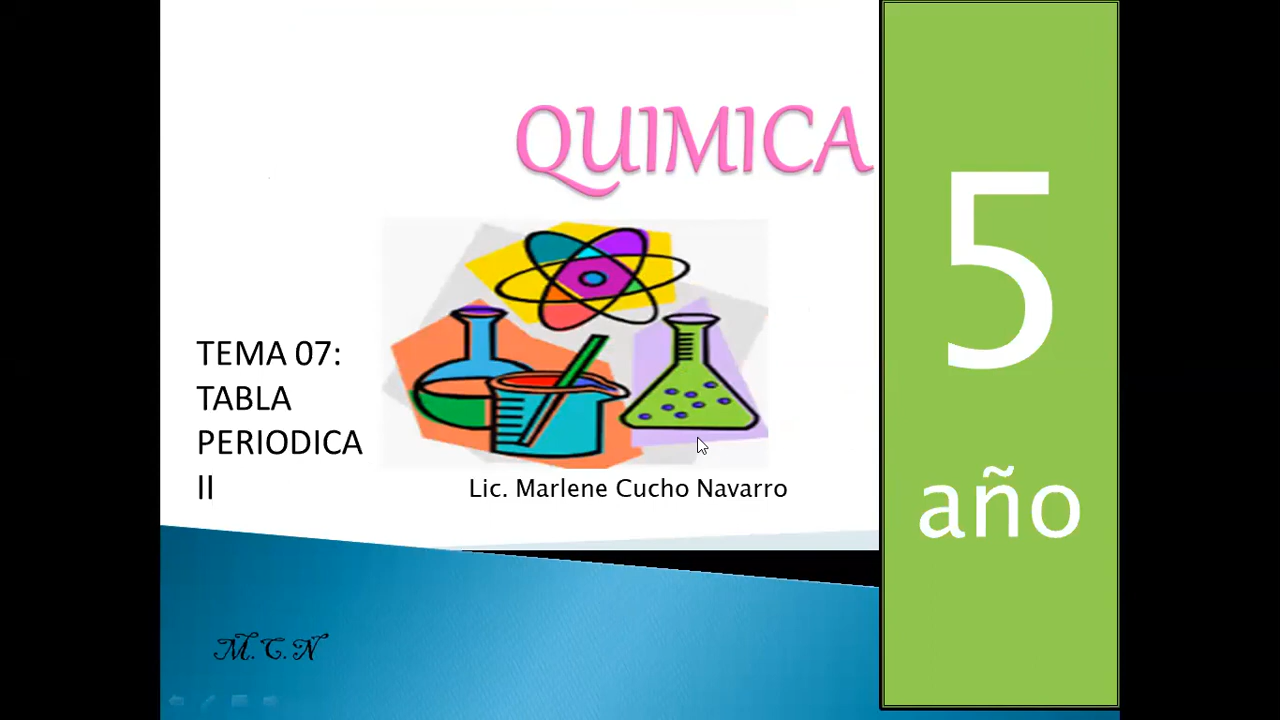 QUIMICA
5
año
TEMA 07:
TABLA
PERIODICA
II
Lic. Marlene Cucho Navarro
M.C.N